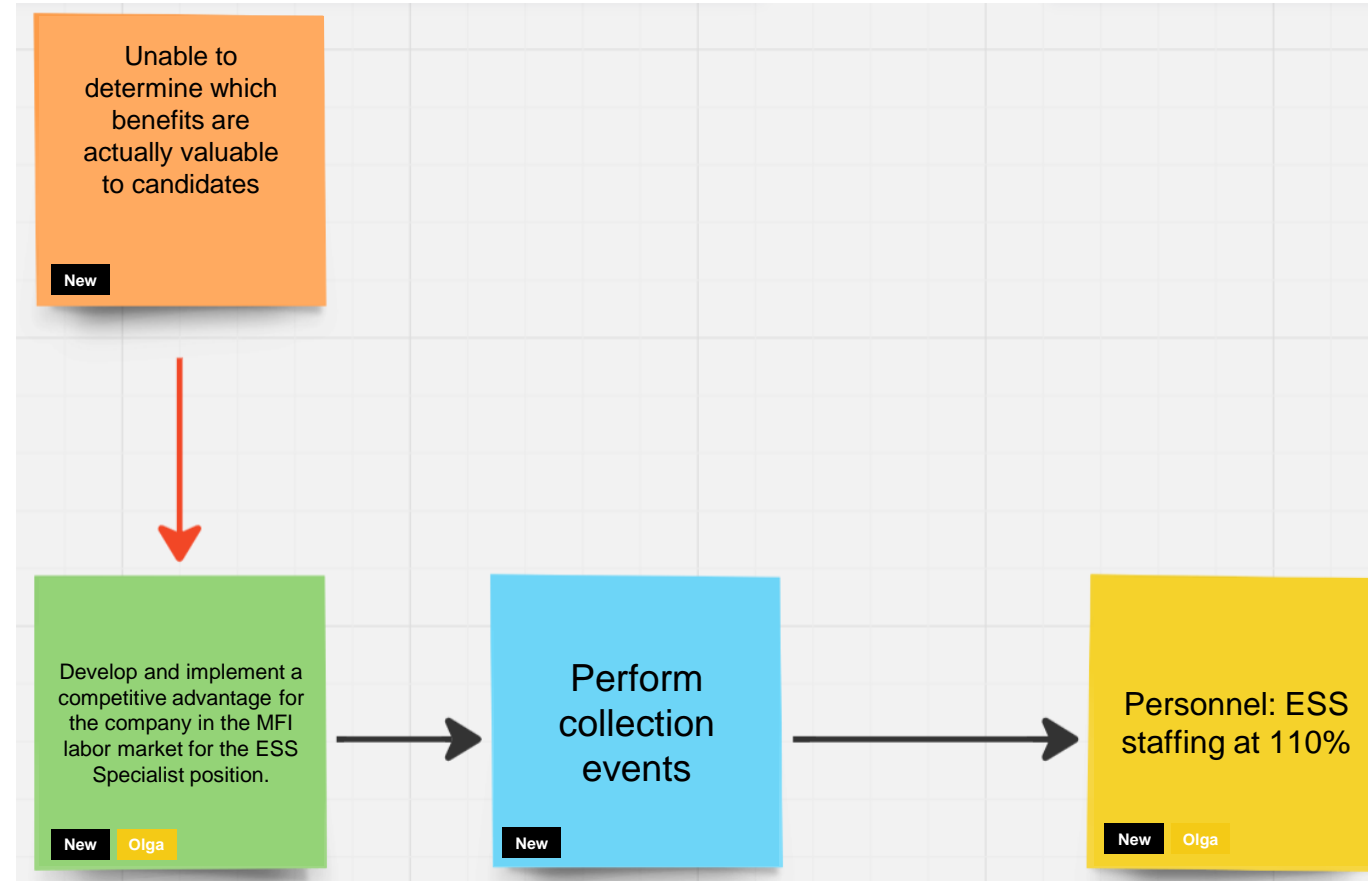 Unable to
determine which
benefits are
actually valuable
to candidates
New
Develop and implement a
competitive advantage for
the company in the MFI
labor market for the ESS
Specialist position.
New Olga
Perform
collection
events
New
Personnel: ESS
staffing at 110%
New Olga